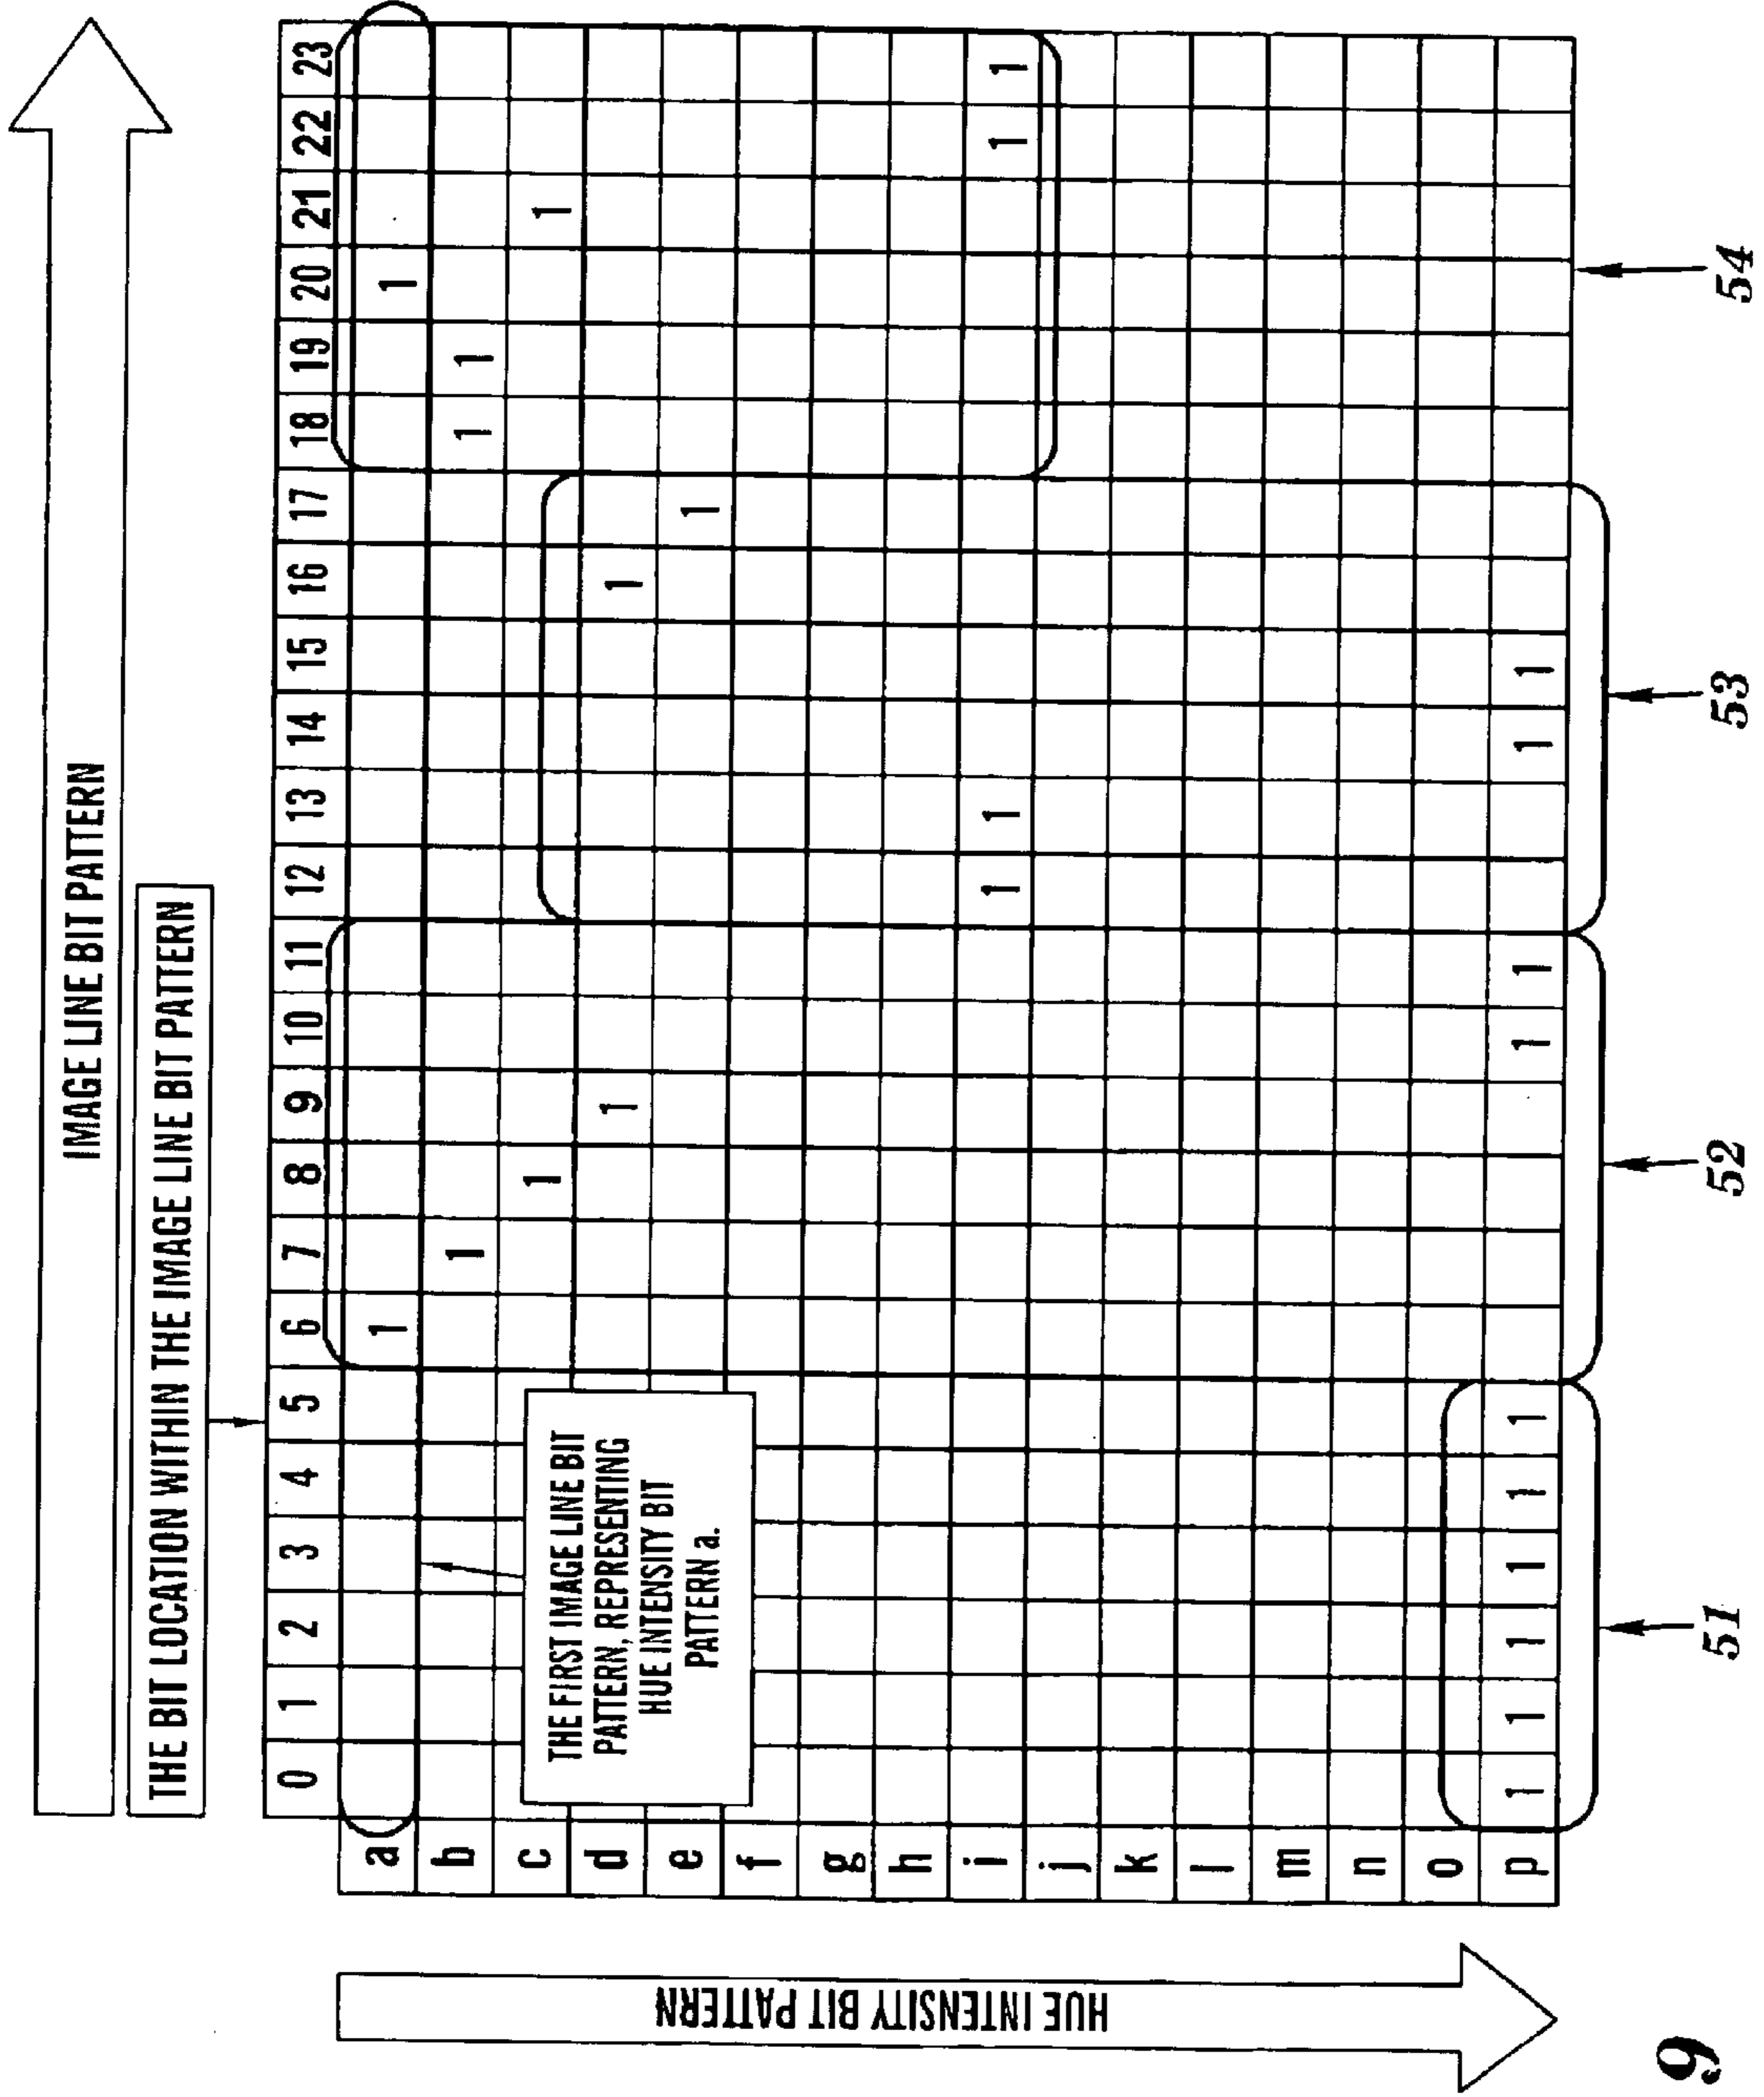 IMAGE LINE BIT PATTERN
THE BIT LOCATION WITHIN THE IMAGE LINE BIT PATTERN
0 1 2 3 4 5 6 7 8 9 10 11 12 13 14 15 16 17 18 19 20 21 22 23
a 1 1
b 1 1 1
c 1 1
d 1 1
e 1
f
g
h
i 1 1 1 1
j
k
l
m
n
o
p 1 1 1 1 1 1 1 1 1 1
THE FIRST IMAGE LINE BIT
PATTERN, REPRESENTING
HUE INTENSITY BIT
PATTERN a.
HUE INTENSITY BIT PATTERN
51 52 53 54
9